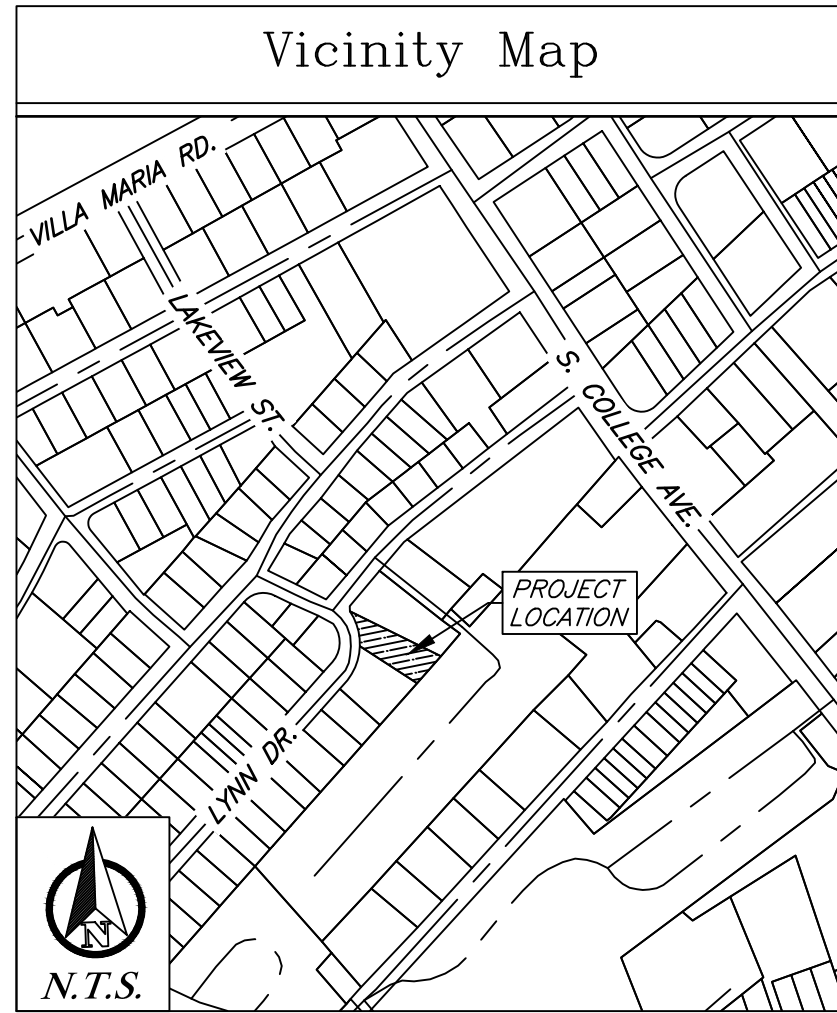 Vicinity Map
VILLA MARIA RD.
LAKEVIEW ST.
S. COLLEGE AVE.
PROJECT
LOCATION
LYNN DR.
N
N.T.S.